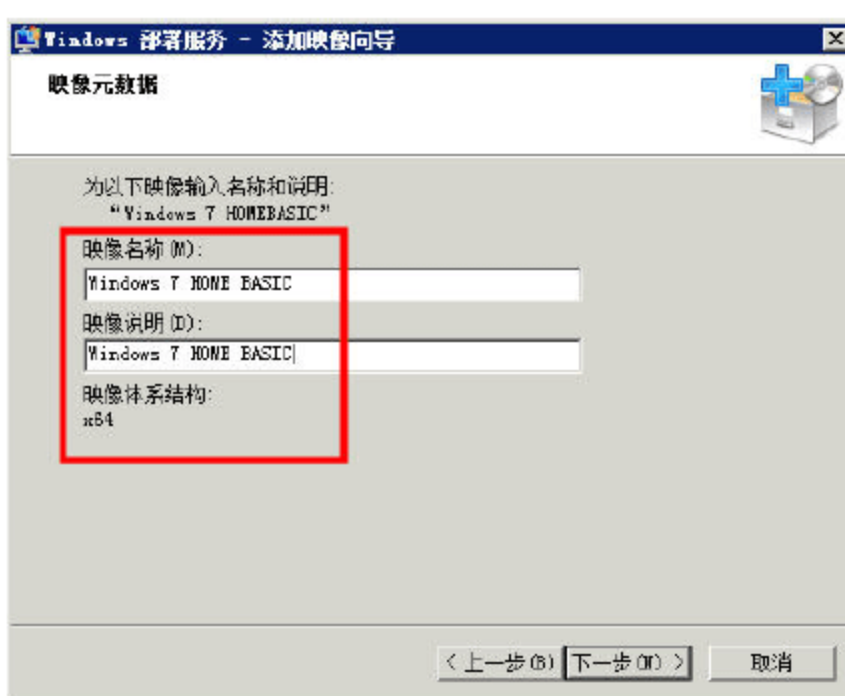 Windows 部署服务 - 添加映像向导
映像元数据
为以下映像输入名称和说明:
“Windows 7 HOMEBASIC”
映像名称(M):
Windows 7 HOME BASIC
映像说明(D):
Windows 7 HOME BASIC
映像体系结构:
x64
< 上一步(B) 下一步(N) > 取消